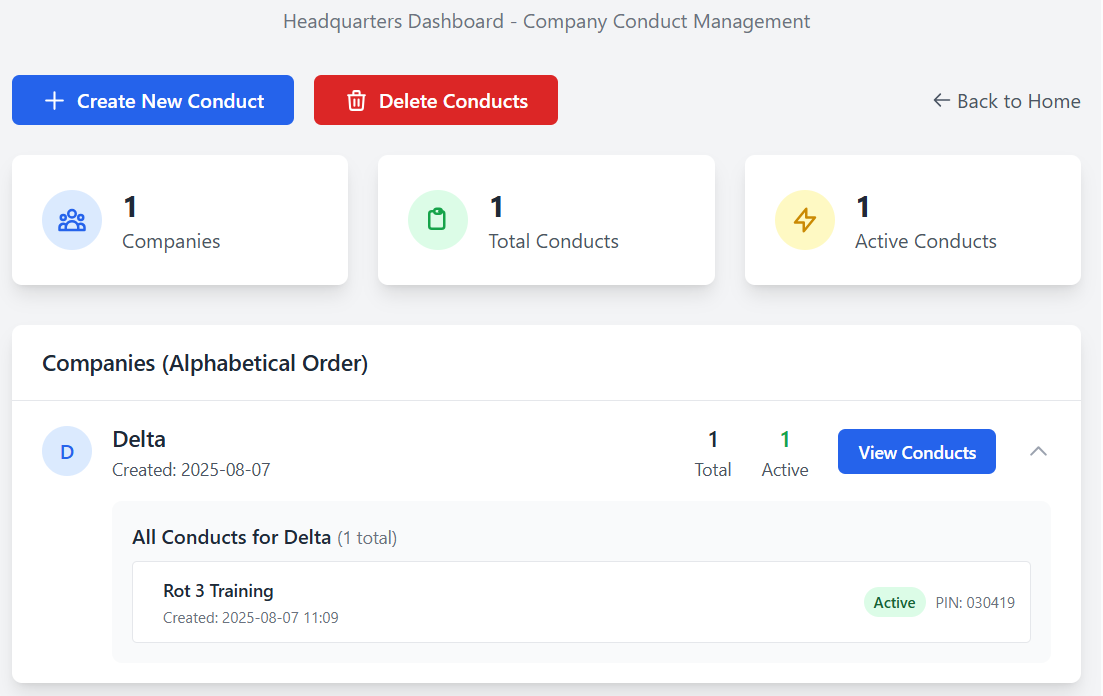 Headquarters Dashboard - Company Conduct Management
Create New Conduct
Delete Conducts
Back to Home
1
Companies
1
Total Conducts
1
Active Conducts
Companies (Alphabetical Order)
D
Delta
Created: 2025-08-07
1
Total
1
Active
View Conducts
All Conducts for Delta (1 total)
Rot 3 Training
Created: 2025-08-07 11:09
Active
PIN: 030419